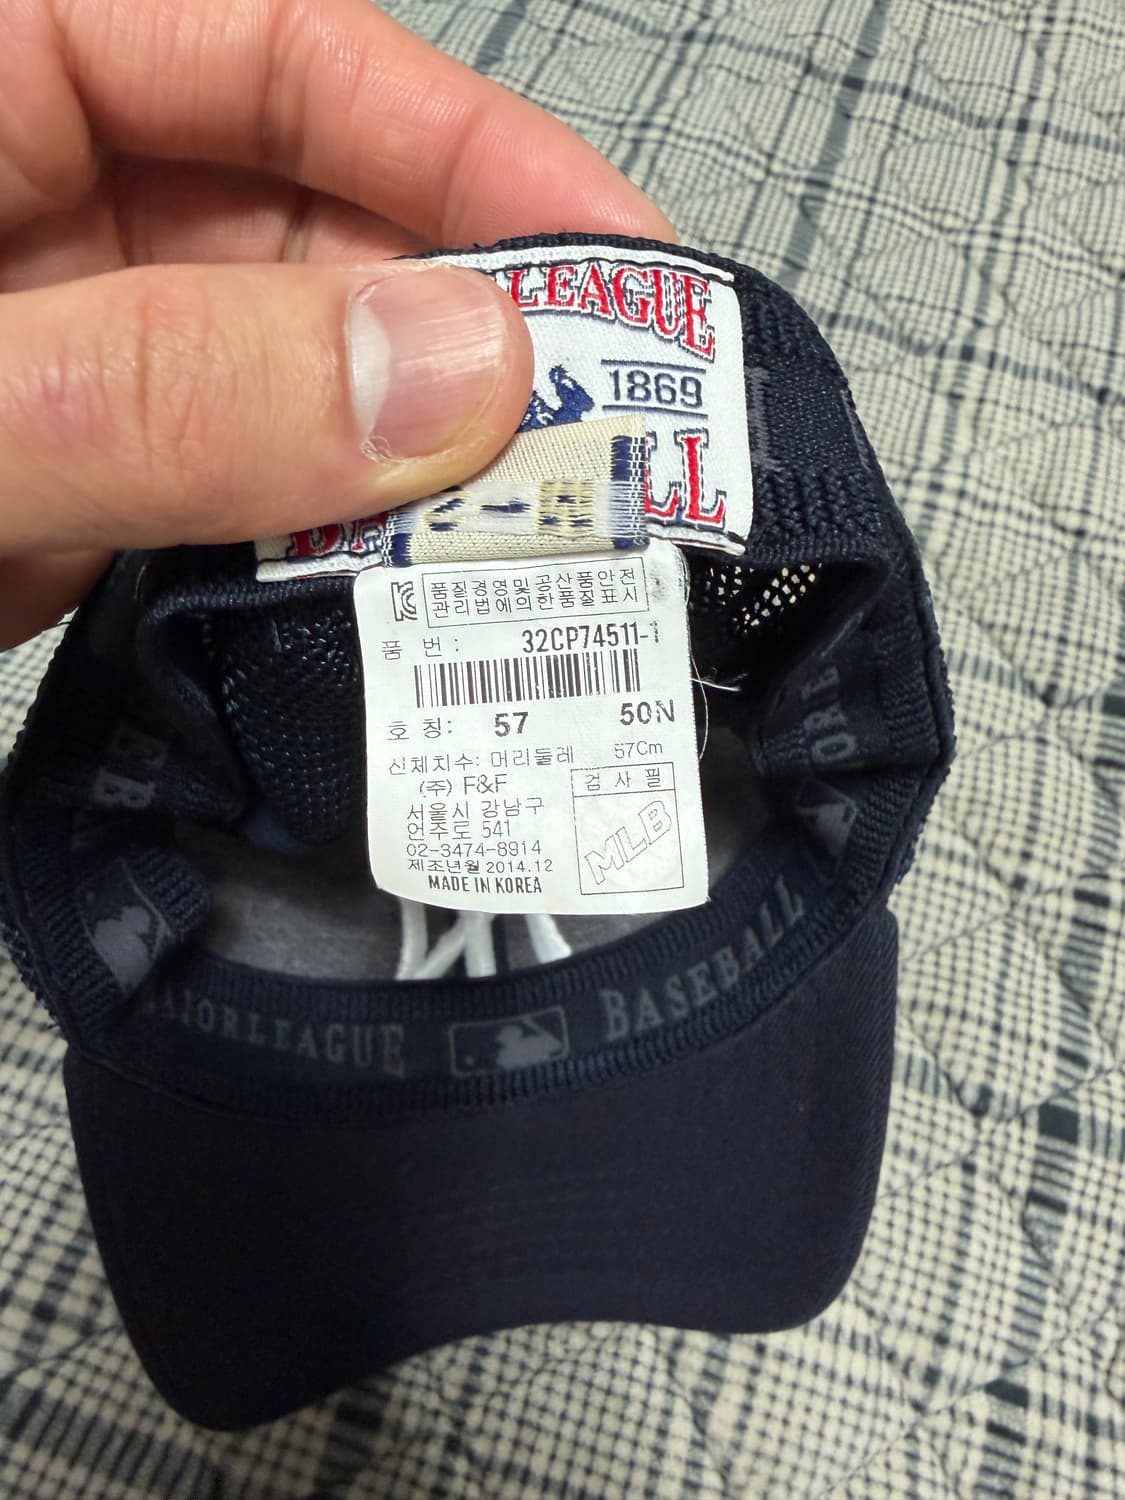 LEAGUE
1869
LL
품질경영및공산품안전
관리법에의한품질표시
품 번 : 32CP74511-1
호 칭: 57 50N
신체치수: 머리둘레 57Cm
(주) F&F
서울시 강남구
언주로 541
02-3474-8914
제조년월 2014.12
MADE IN KOREA
검 사 필
MLB
MAJOR LEAGUE BASEBALL